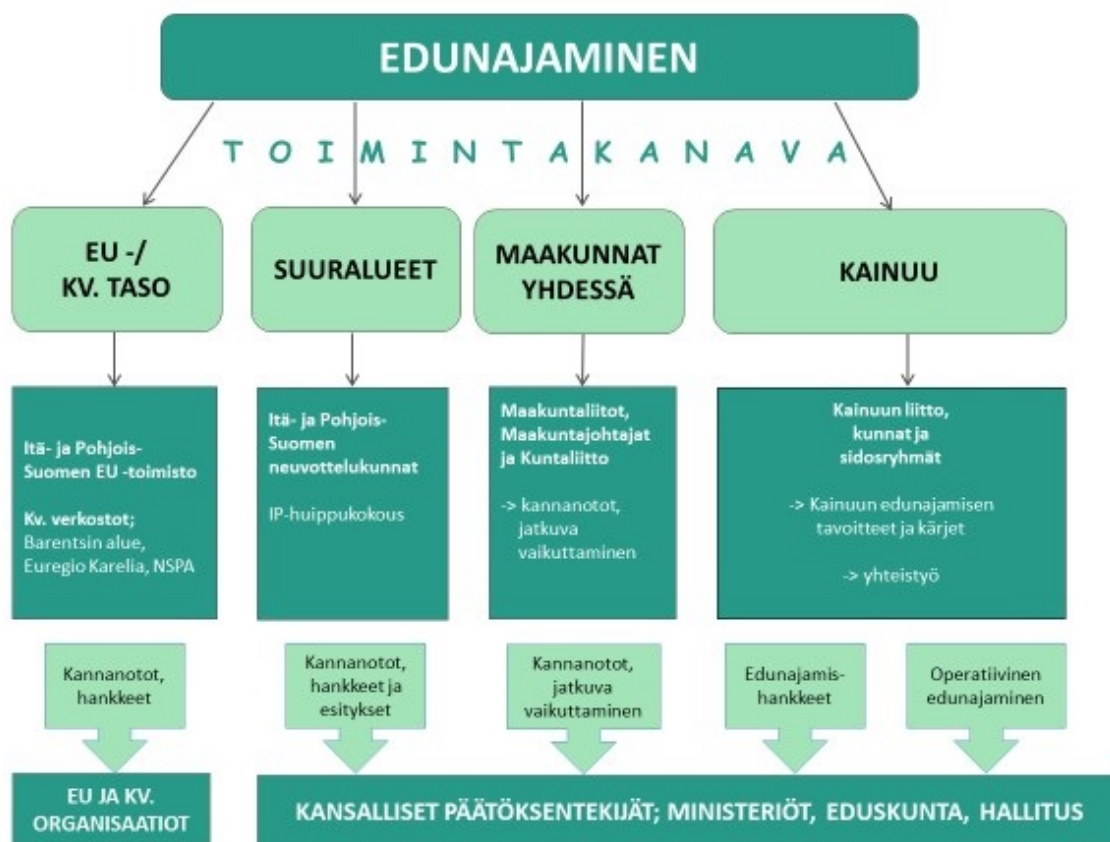 EDUNAJAMINEN
TOIMINTAKANAVA
EU -/
KV. TASO
SUURALUEET
MAAKUNNAT
YHDESSÄ
KAINUU
Itä- ja Pohjois-
Suomen EU -toimisto
Kv. verkostot;
Barentsin alue,
Euregio Karelia, NSPA
Itä- ja Pohjois-
Suomen
neuvottelukunnat
IP-huippukokous
Maakuntaliitot,
Maakuntajohtajat
ja Kuntaliitto
-> kannanotot,
jatkuva
vaikuttaminen
Kainuun liitto,
kunnat ja
sidosryhmät
-> Kainuun edunajamisen
tavoitteet ja kärjet
-> yhteistyö
Kannanotot,
hankkeet
Kannanotot,
hankkeet ja
esitykset
Kannanotot,
jatkuva
vaikuttaminen
Edunajamis-
hankkeet
Operatiivinen
edunajaminen
EU JA KV.
ORGANISAATIOT
KANSALLISET PÄÄTÖKSENTEKIJÄT; MINISTERIÖT, EDUSKUNTA, HALLITUS